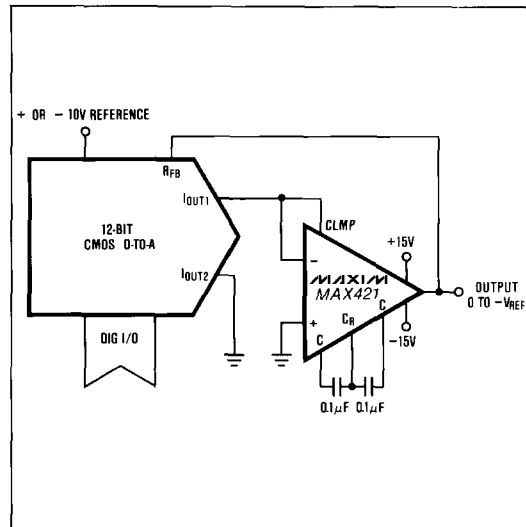 + OR - 10V REFERENCE
RFB
IOUT1
12-BIT
CMOS D-TO-A
CLMP
+15V
IOUT2
-
MAXIM
MAX421
OUTPUT
0 TO -VREF
+
CR
C
C
-15V
DIG I/O
0.1µF 0.1µF